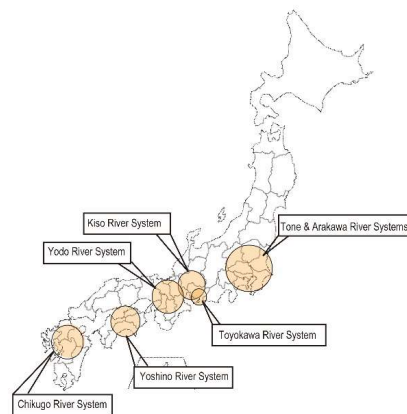 Kiso River System
Tone & Arakawa River Systems
Yodo River System
Toyokawa River System
Yoshino River System
Chikugo River System